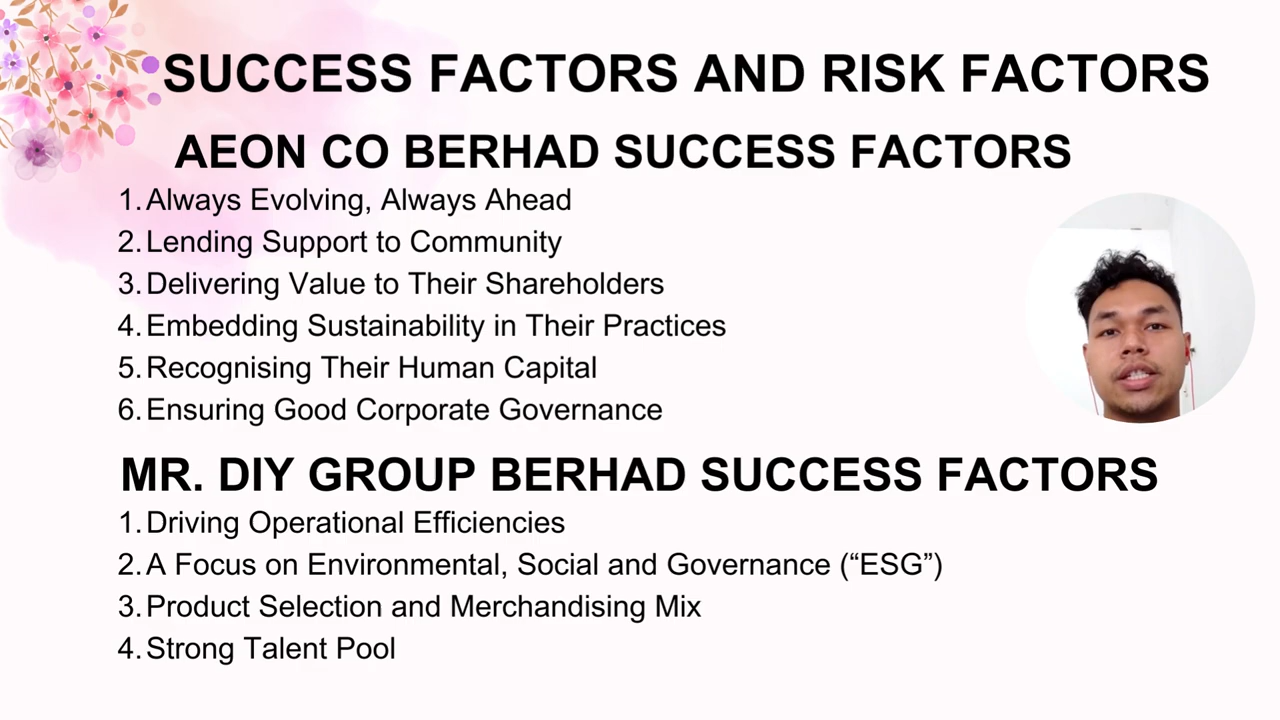 SUCCESS FACTORS AND RISK FACTORS
AEON CO BERHAD SUCCESS FACTORS
1. Always Evolving, Always Ahead
2. Lending Support to Community
3. Delivering Value to Their Shareholders
4. Embedding Sustainability in Their Practices
5. Recognising Their Human Capital
6. Ensuring Good Corporate Governance
MR. DIY GROUP BERHAD SUCCESS FACTORS
1. Driving Operational Efficiencies
2. A Focus on Environmental, Social and Governance (“ESG”)
3. Product Selection and Merchandising Mix
4. Strong Talent Pool